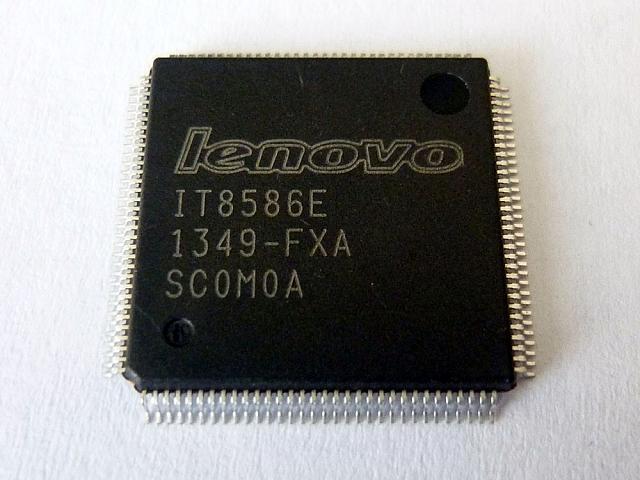 lenovo
IT8586E
1349-FXA
SC0M0A